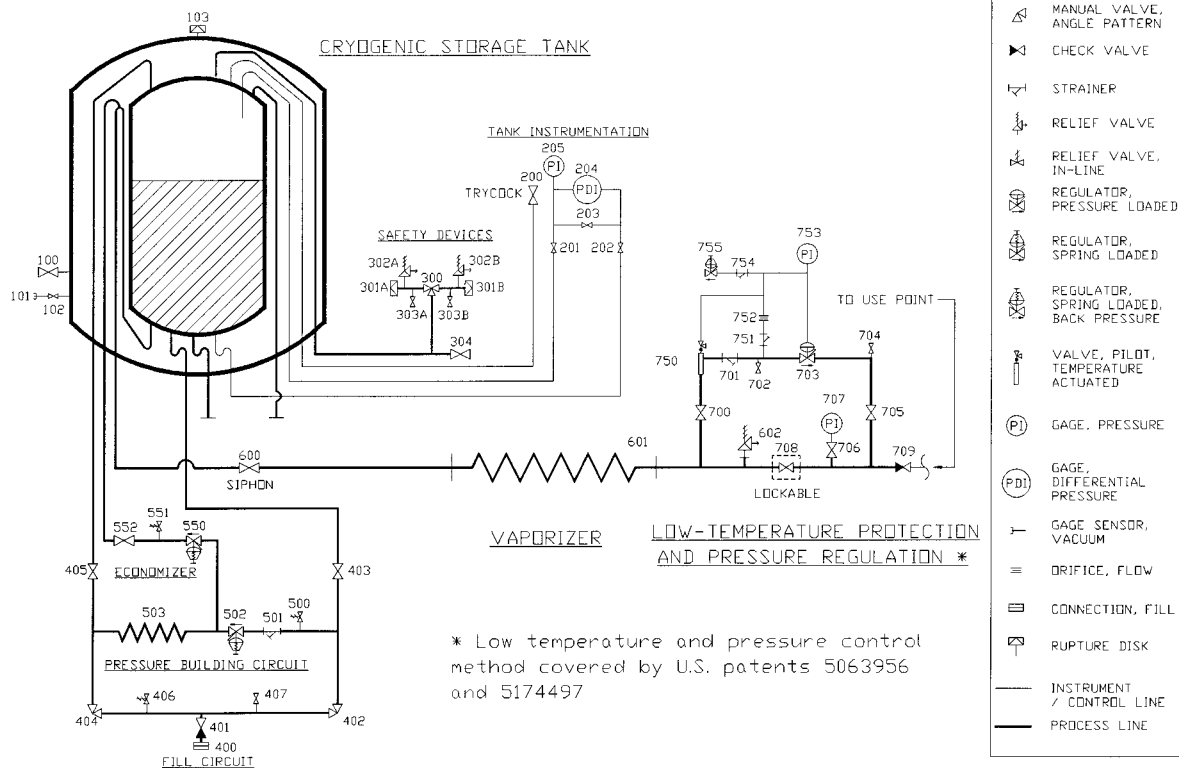 103
CRYOGENIC STORAGE TANK
TANK INSTRUMENTATION
205
PI
204
PDI
200
TRYCOCK
203
201
202
SAFETY DEVICES
302A
302B
300
301A
301B
303A
303B
304
100
101
102
755
754
753
PI
TO USE POINT
752
751
750
701
702
703
704
700
705
707
PI
706
602
708
709
LOCKABLE
600
SIPHON
601
VAPORIZER
LOW-TEMPERATURE PROTECTION
AND PRESSURE REGULATION *
552
551
550
ECONOMIZER
405
403
503
502
501
500
PRESSURE BUILDING CIRCUIT
406
407
404
402
401
400
FILL CIRCUIT
* Low temperature and pressure control
method covered by U.S. patents 5063956
and 5174497
MANUAL VALVE,
ANGLE PATTERN
CHECK VALVE
STRAINER
RELIEF VALVE
RELIEF VALVE,
IN-LINE
REGULATOR,
PRESSURE LOADED
REGULATOR,
SPRING LOADED
REGULATOR,
SPRING LOADED,
BACK PRESSURE
VALVE, PILOT,
TEMPERATURE
ACTUATED
PI
GAGE, PRESSURE
PDI
GAGE,
DIFFERENTIAL
PRESSURE
GAGE SENSOR,
VACUUM
ORIFICE, FLOW
CONNECTION, FILL
RUPTURE DISK
INSTRUMENT
/ CONTROL LINE
PROCESS LINE